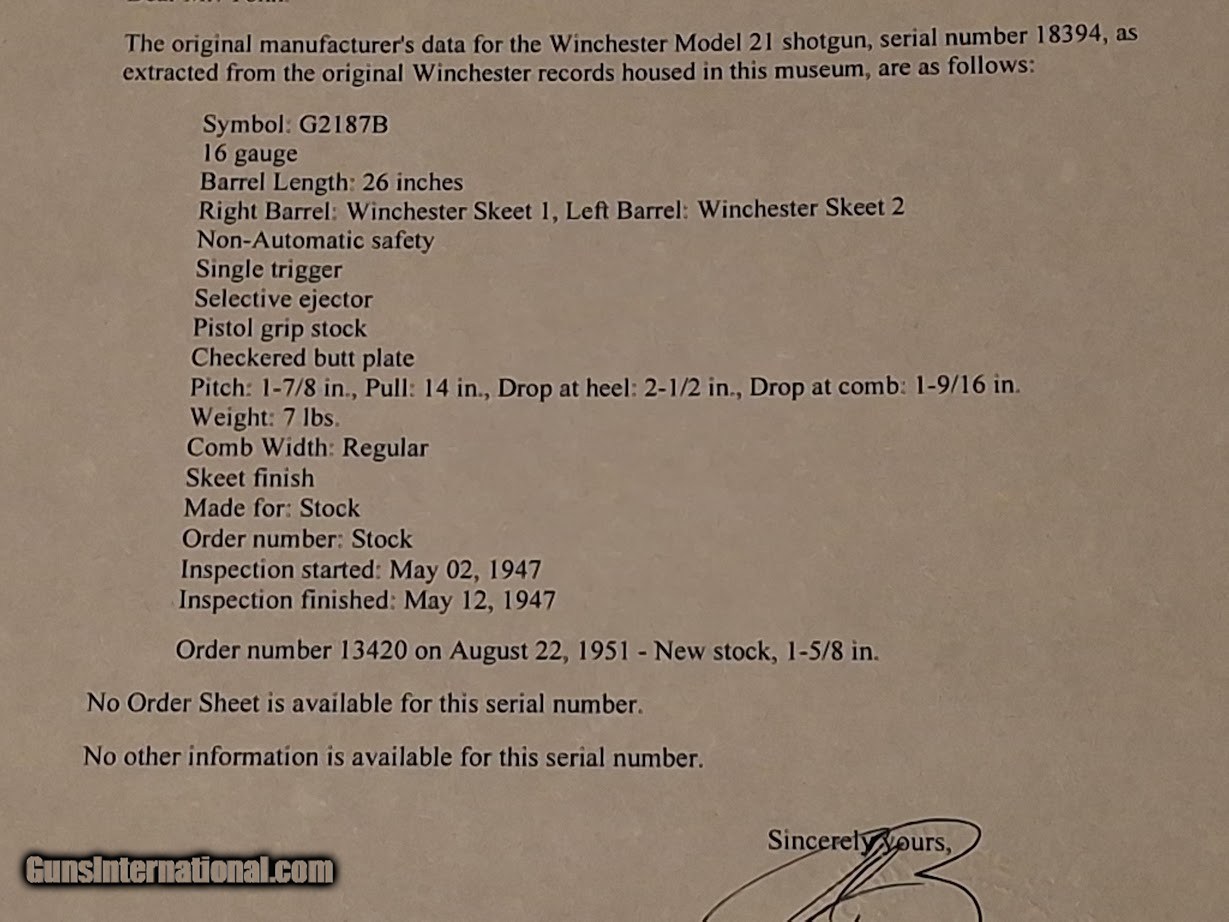 The original manufacturer's data for the Winchester Model 21 shotgun, serial number 18394, as
extracted from the original Winchester records housed in this museum, are as follows:
Symbol: G2187B
16 gauge
Barrel Length: 26 inches
Right Barrel: Winchester Skeet 1, Left Barrel: Winchester Skeet 2
Non-Automatic safety
Single trigger
Selective ejector
Pistol grip stock
Checkered butt plate
Pitch: 1-7/8 in., Pull: 14 in., Drop at heel: 2-1/2 in., Drop at comb: 1-9/16 in.
Weight: 7 lbs.
Comb Width: Regular
Skeet finish
Made for: Stock
Order number: Stock
Inspection started: May 02, 1947
Inspection finished: May 12, 1947
Order number 13420 on August 22, 1951 - New stock, 1-5/8 in.
No Order Sheet is available for this serial number.
No other information is available for this serial number.
Sincerely yours,
GunsInternational.com